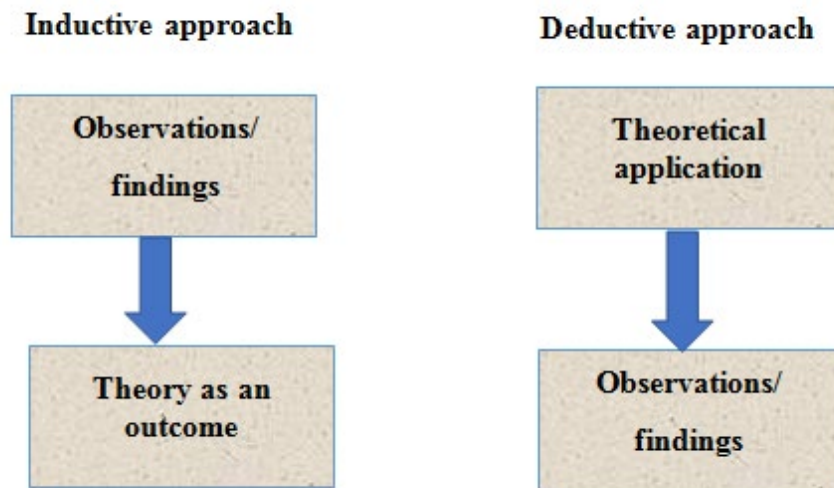 Inductive approach
Observations/
findings
Theory as an
outcome
Deductive approach
Theoretical
application
Observations/
findings